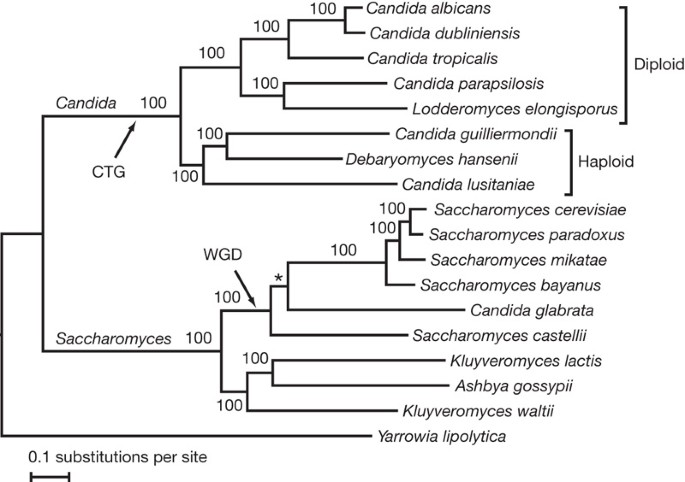 100
Candida albicans
Candida dubliniensis
100
100
Candida tropicalis
Diploid
100
Candida parapsilosis
Lodderomyces elongisporus
Candida
100
CTG
100
Candida guilliermondii
Debaryomyces hansenii
Haploid
100
Candida lusitaniae
100
Saccharomyces cerevisiae
100
Saccharomyces paradoxus
WGD
100
Saccharomyces mikatae
*
Saccharomyces bayanus
100
Candida glabrata
Saccharomyces castellii
Saccharomyces
100
100
Kluyveromyces lactis
Ashbya gossypii
100
Kluyveromyces waltii
Yarrowia lipolytica
0.1 substitutions per site